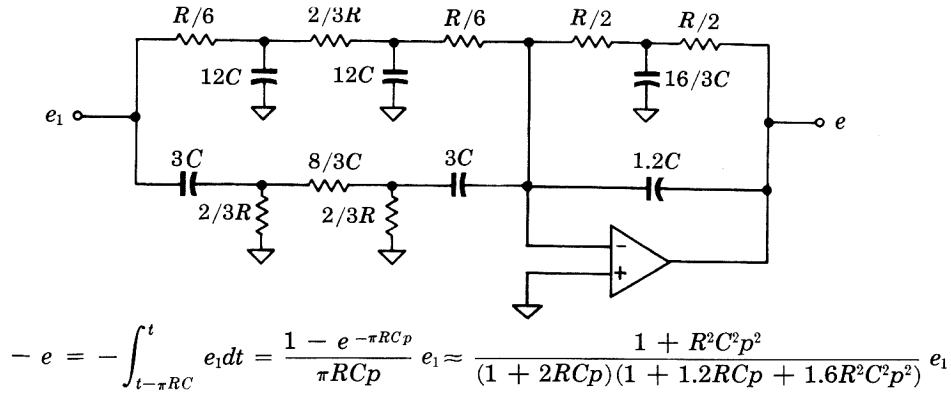 R/6 2/3R R/6 R/2 R/2
12C 12C 16/3C
e₁ e
3C 8/3C 3C 1.2C
2/3R 2/3R
−
+
− e = − ∫ₜ₋πRCᵗ e₁dt = (1 − e^−πRCp)/(πRCp) e₁ ≈ (1 + R²C²p²)/((1 + 2RCp)(1 + 1.2RCp + 1.6R²C²p²)) e₁